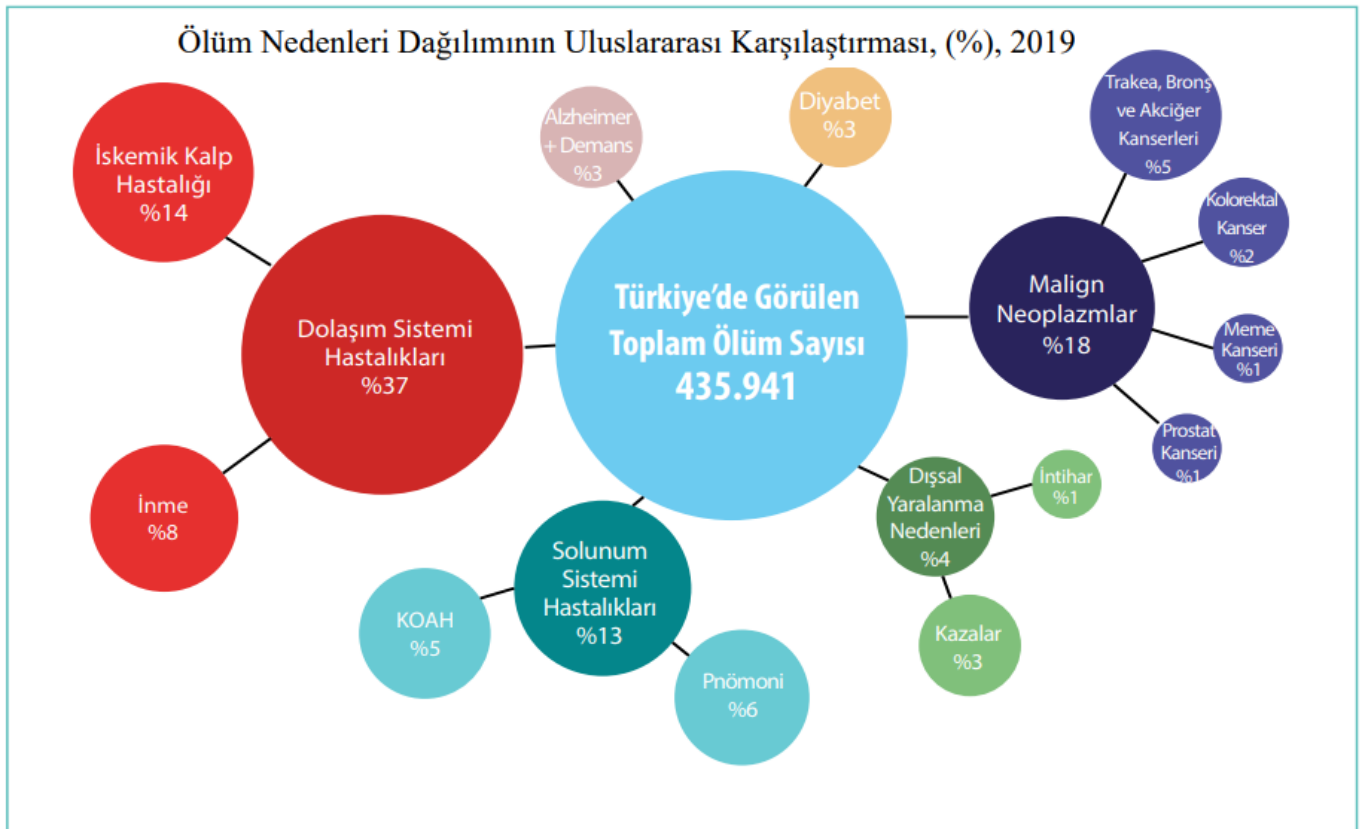 Ölüm Nedenleri Dağılımının Uluslararası Karşılaştırması, (%), 2019
İskemik Kalp
Hastalığı
%14
Dolaşım Sistemi
Hastalıkları
%37
İnme
%8
Alzheimer
+ Demans
%3
Diyabet
%3
Türkiye’de Görülen
Toplam Ölüm Sayısı
435.941
Trakea, Bronş
ve Akciğer
Kanserleri
%5
Kolorektal
Kanser
%2
Malign
Neoplazmlar
%18
Meme
Kanseri
%1
Prostat
Kanseri
%1
Dışsal
Yaralanma
Nedenleri
%4
İntihar
%1
Kazalar
%3
Solunum
Sistemi
Hastalıkları
%13
KOAH
%5
Pnömoni
%6